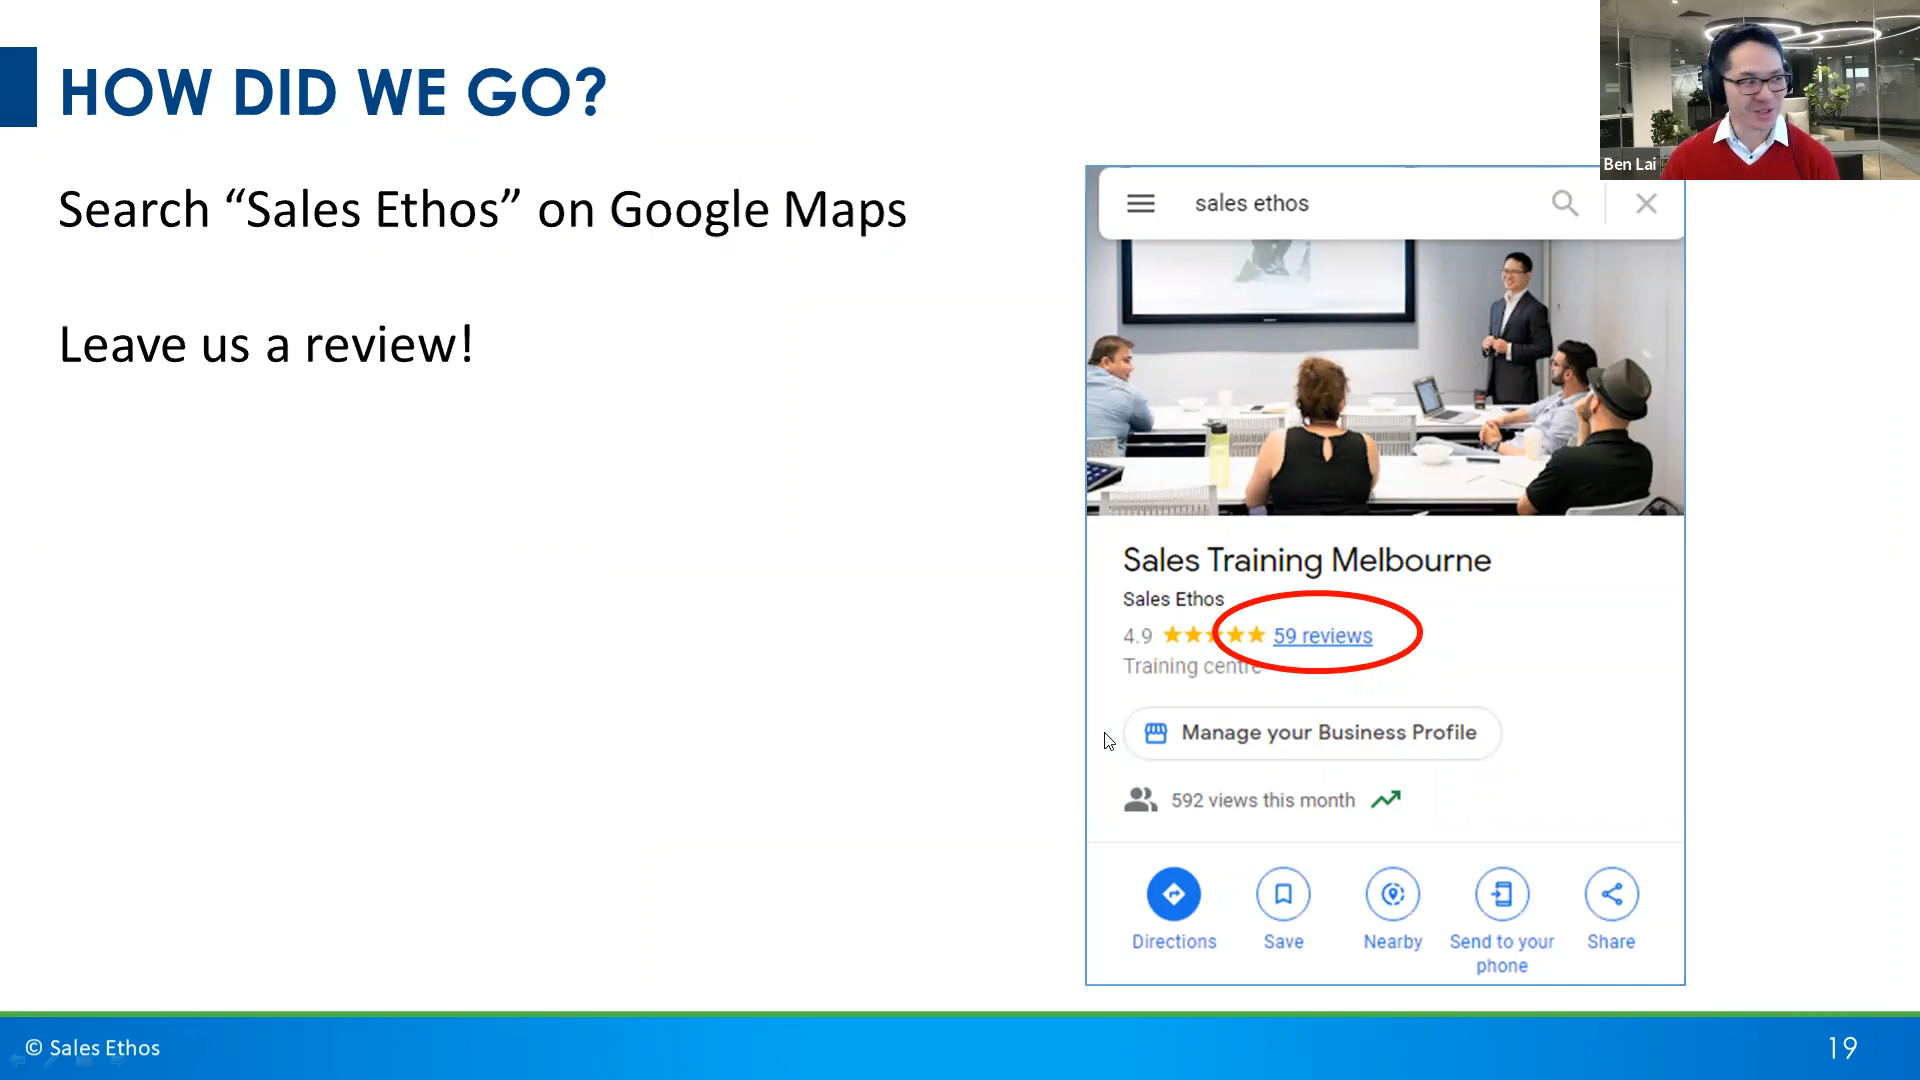 HOW DID WE GO?
Ben Lai
Search “Sales Ethos” on Google Maps
Leave us a review!
sales ethos
Sales Training Melbourne
Sales Ethos
4.9 59 reviews
Training centre
Manage your Business Profile
592 views this month
Directions
Save
Nearby
Send to your
phone
Share
© Sales Ethos
19